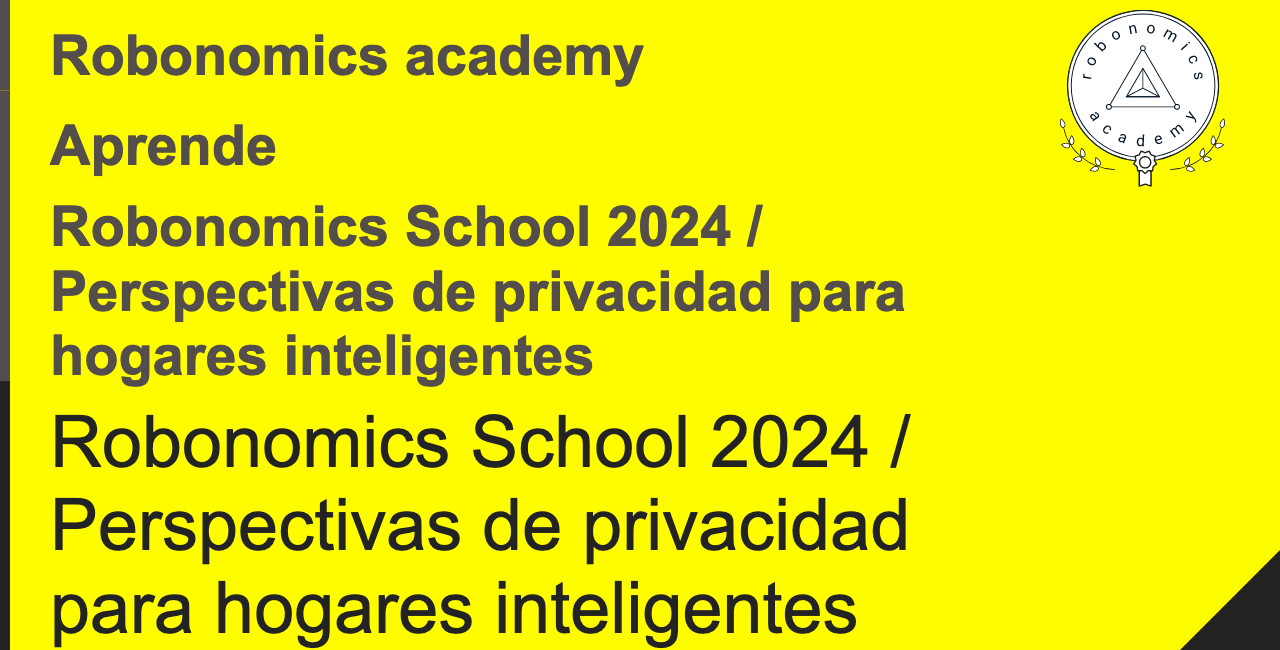 Robonomics academy
Aprende
Robonomics School 2024 /
Perspectivas de privacidad para
hogares inteligentes
Robonomics School 2024 /
Perspectivas de privacidad
para hogares inteligentes
robonomics
academy